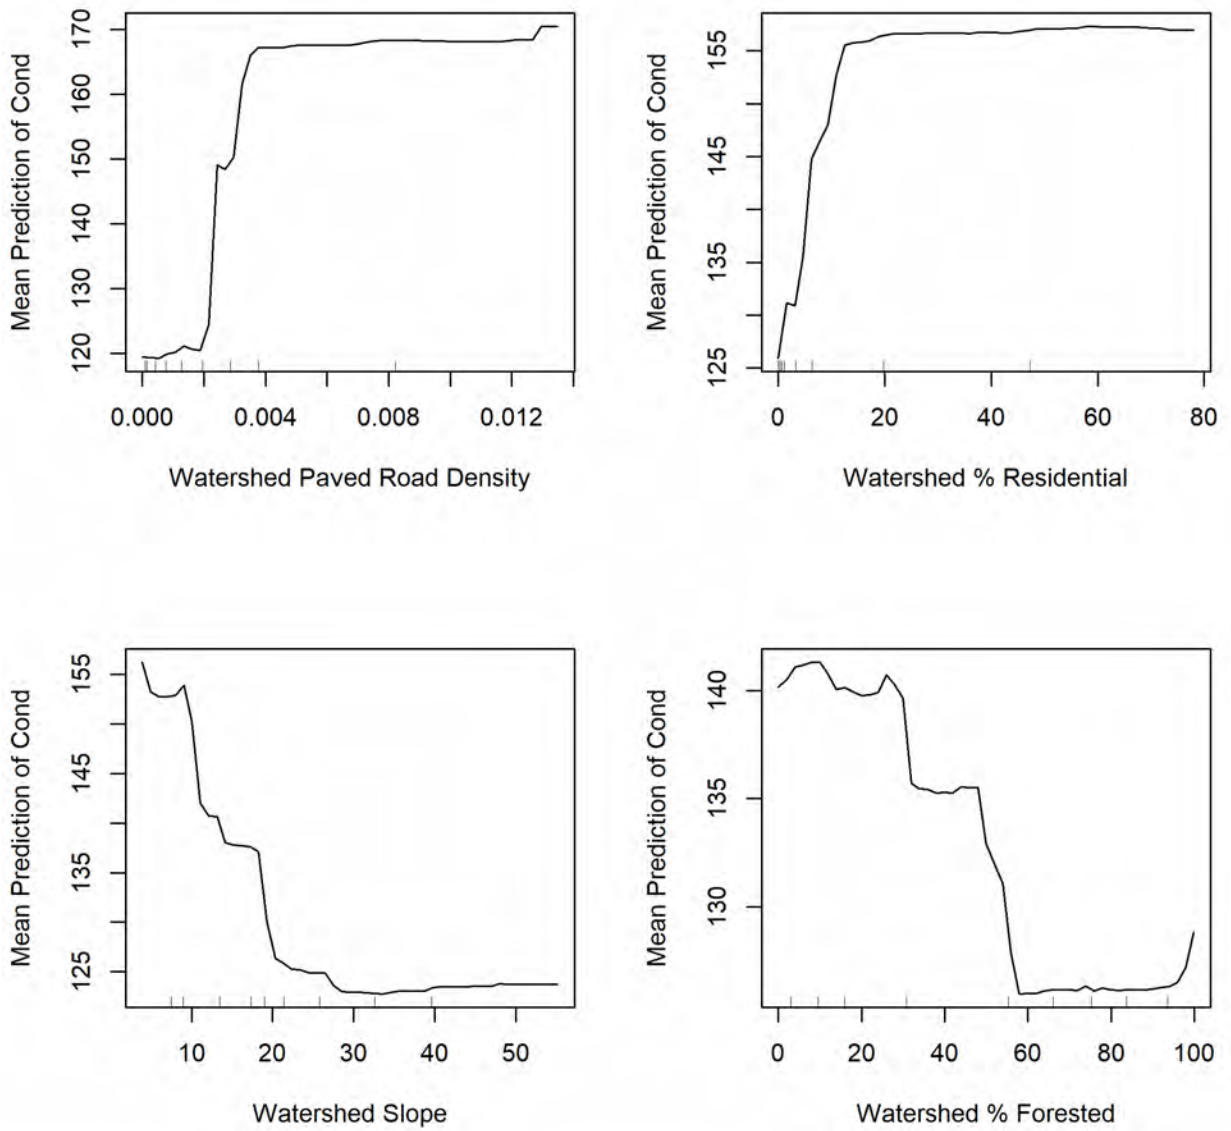 Mean Prediction of Cond
170
160
150
140
130
120
0.000 0.004 0.008 0.012
Watershed Paved Road Density
Mean Prediction of Cond
155
145
135
125
0 20 40 60 80
Watershed % Residential
Mean Prediction of Cond
155
145
135
125
10 20 30 40 50
Watershed Slope
Mean Prediction of Cond
140
135
130
0 20 40 60 80 100
Watershed % Forested